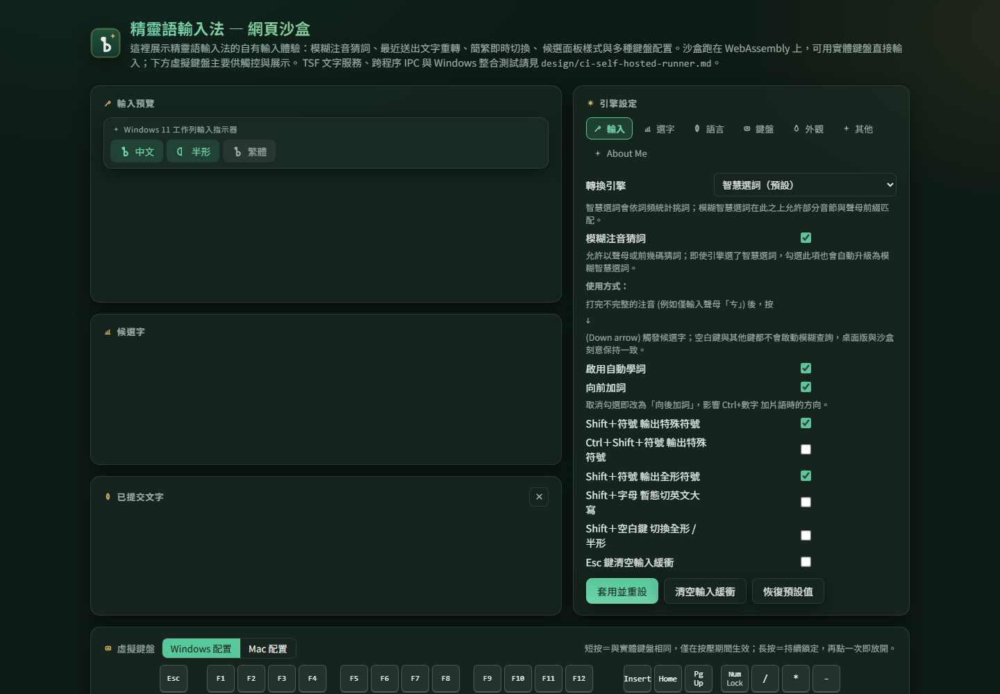 精靈語輸入法 — 網頁沙盒
這裡展示精靈語輸入法的自有輸入體驗：模糊注音猜詞、最近送出文字重轉、簡繁即時切換、 候選面板樣式與多種鍵盤配置。沙盒跑在 WebAssembly 上，可用實體鍵盤直接輸
入；下方虛擬鍵盤主要供觸控與展示。 TSF 文字服務、跨程序 IPC 與 Windows 整合測試請見 design/ci-self-hosted-runner.md。
輸入預覽
Windows 11 工作列輸入指示器
中文 半形 繁體
候選字
已提交文字
×
引擎設定
輸入 選字 語言 鍵盤 外觀 其他
About Me
轉換引擎 智慧選詞（預設）
智慧選詞會依詞頻統計挑詞；模糊智慧選詞在此之上允許部分音節與聲母前綴匹
配。
模糊注音猜詞
允許以聲母或前幾碼猜詞；即使引擎選了智慧選詞，勾選此項也會自動升級為模
糊智慧選詞。
使用方式：
打完不完整的注音 (例如僅輸入聲母「ㄘ」) 後，按
↓
(Down arrow) 觸發候選字；空白鍵與其他鍵都不會啟動模糊查詢，桌面版與沙盒
刻意保持一致。
啟用自動學詞
向前加詞
取消勾選即改為「向後加詞」，影響 Ctrl+數字 加片語時的方向。
Shift＋符號 輸出特殊符號
Ctrl＋Shift＋符號 輸出特殊
符號
Shift＋符號 輸出全形符號
Shift＋字母 暫態切英文大
寫
Shift＋空白鍵 切換全形 /
半形
Esc 鍵清空輸入緩衝
套用並重設 清空輸入緩衝 恢復預設值
虛擬鍵盤 Windows 配置 Mac 配置
短按＝與實體鍵盤相同，僅在按壓期間生效；長按＝持續鎖定，再點一次即放開。
Esc F1 F2 F3 F4 F5 F6 F7 F8 F9 F10 F11 F12 Insert Home Pg Up Num Lock / * -